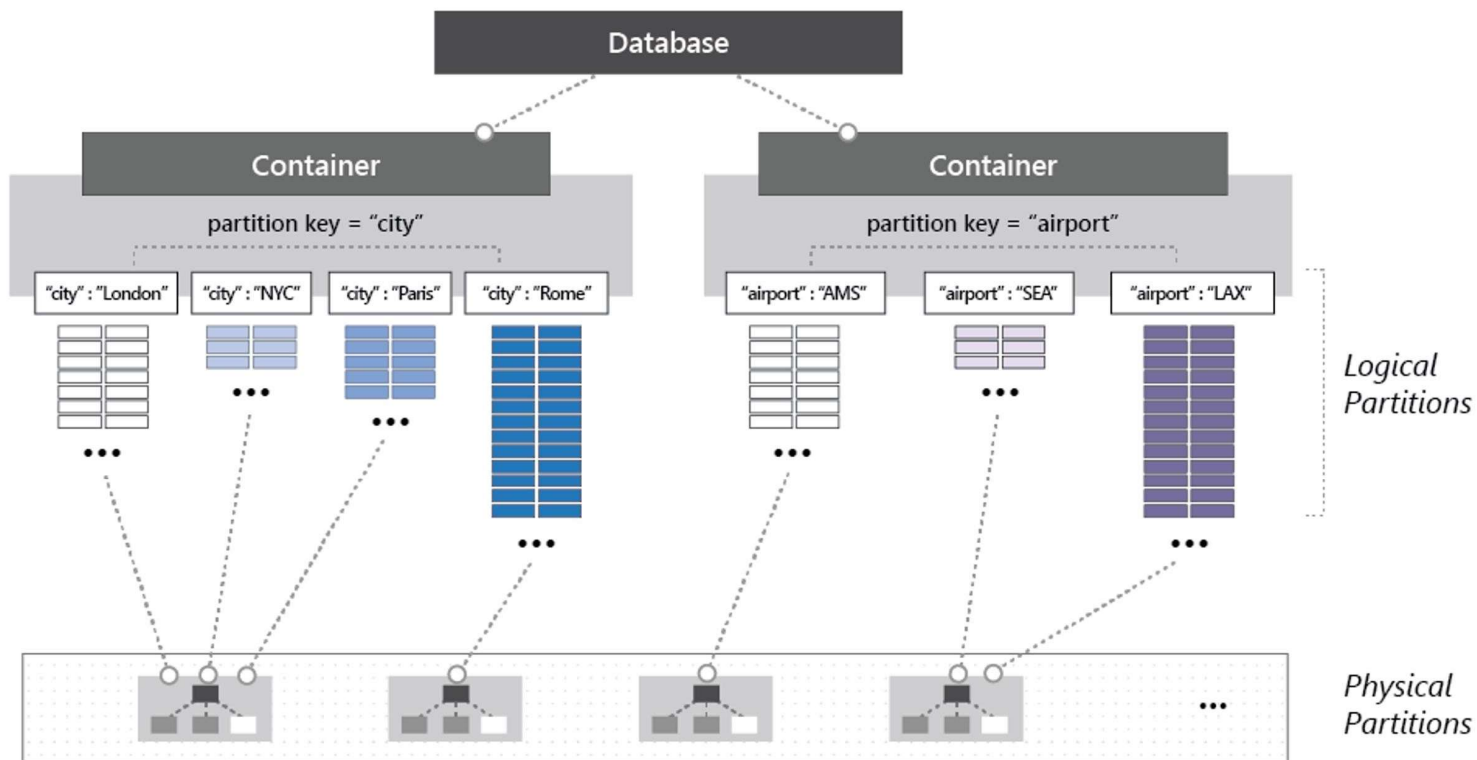 Database
Container
Container
partition key = “city”
partition key = “airport”
“city” : ”London”
“city” : ”NYC”
“city” : ”Paris”
“city” : ”Rome”
“airport” : ”AMS”
“airport” : ”SEA”
“airport” : ”LAX”
Logical
Partitions
Physical
Partitions